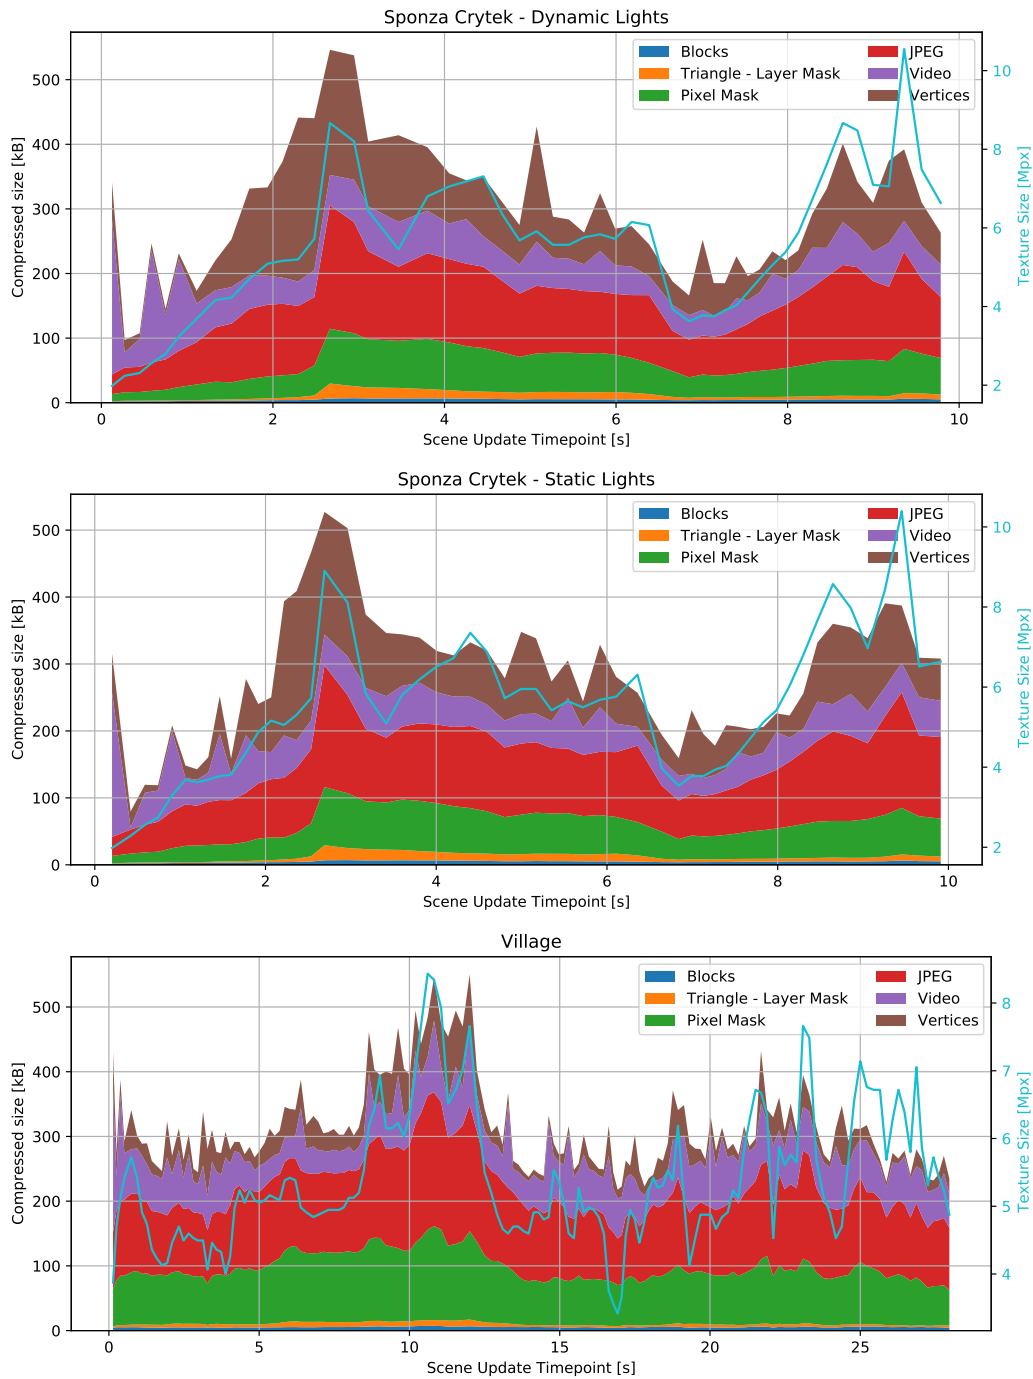 Sponza Crytek - Dynamic Lights
Blocks
Triangle - Layer Mask
Pixel Mask
JPEG
Video
Vertices
Compressed size [kB]
500
400
300
200
100
0
10
8
6
4
2
Texture Size [Mpx]
0 2 4 6 8 10
Scene Update Timepoint [s]
Sponza Crytek - Static Lights
Blocks
Triangle - Layer Mask
Pixel Mask
JPEG
Video
Vertices
Compressed size [kB]
500
400
300
200
100
0
10
8
6
4
2
Texture Size [Mpx]
0 2 4 6 8 10
Scene Update Timepoint [s]
Village
Blocks
Triangle - Layer Mask
Pixel Mask
JPEG
Video
Vertices
Compressed size [kB]
500
400
300
200
100
0
8
7
6
5
4
Texture Size [Mpx]
0 5 10 15 20 25
Scene Update Timepoint [s]